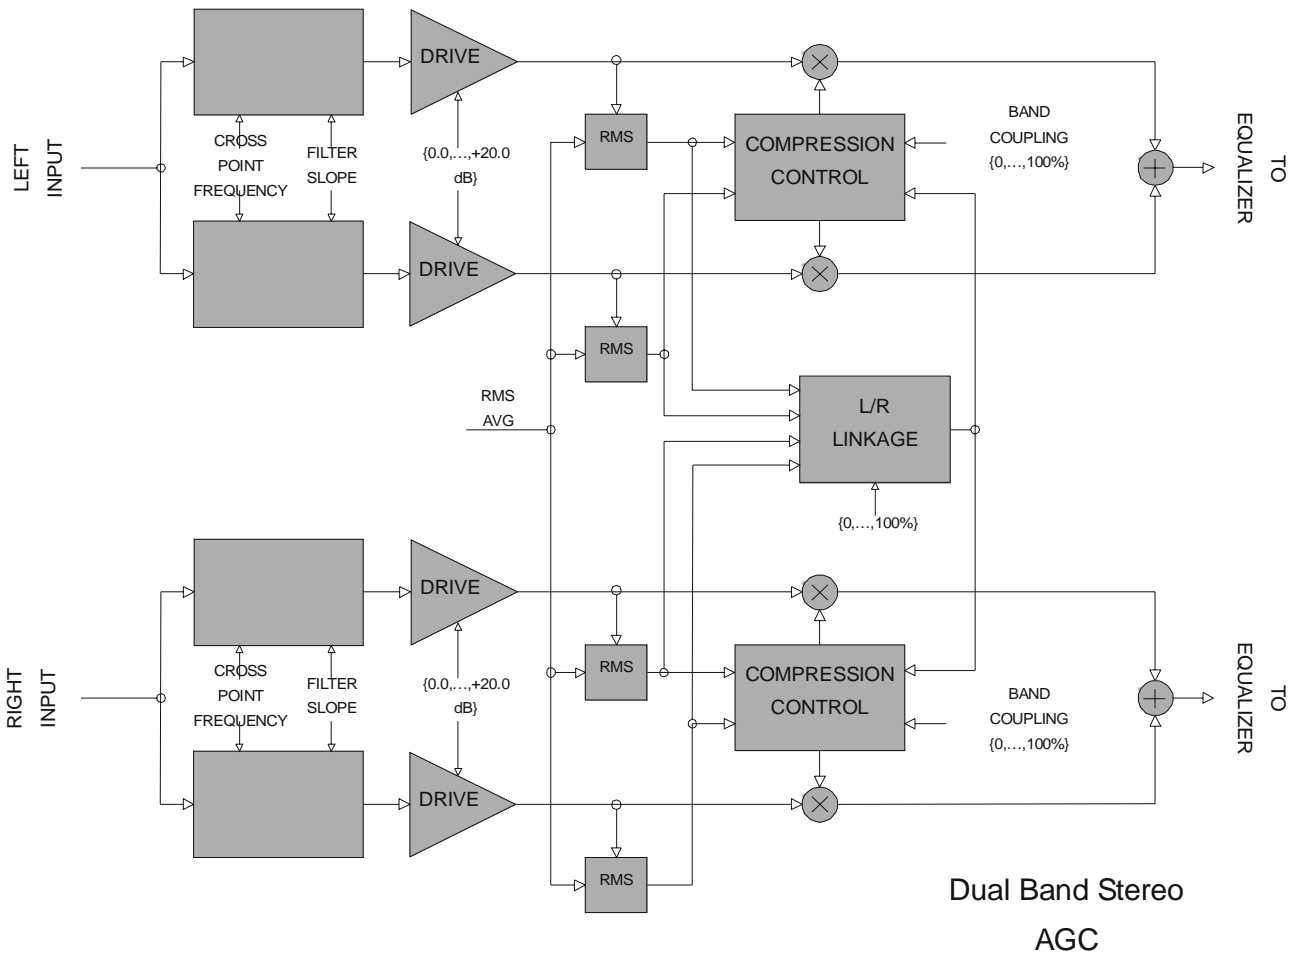 LEFT
INPUT
CROSS
POINT
FREQUENCY
FILTER
SLOPE
DRIVE
{0.0,…,+20.0
dB}
DRIVE
RMS
RMS
COMPRESSION
CONTROL
BAND
COUPLING
{0,…,100%}
TO
EQUALIZER
RMS
AVG
L/R
LINKAGE
{0,…,100%}
RIGHT
INPUT
CROSS
POINT
FREQUENCY
FILTER
SLOPE
DRIVE
{0.0,…,+20.0
dB}
DRIVE
RMS
RMS
COMPRESSION
CONTROL
BAND
COUPLING
{0,…,100%}
TO
EQUALIZER
Dual Band Stereo
AGC